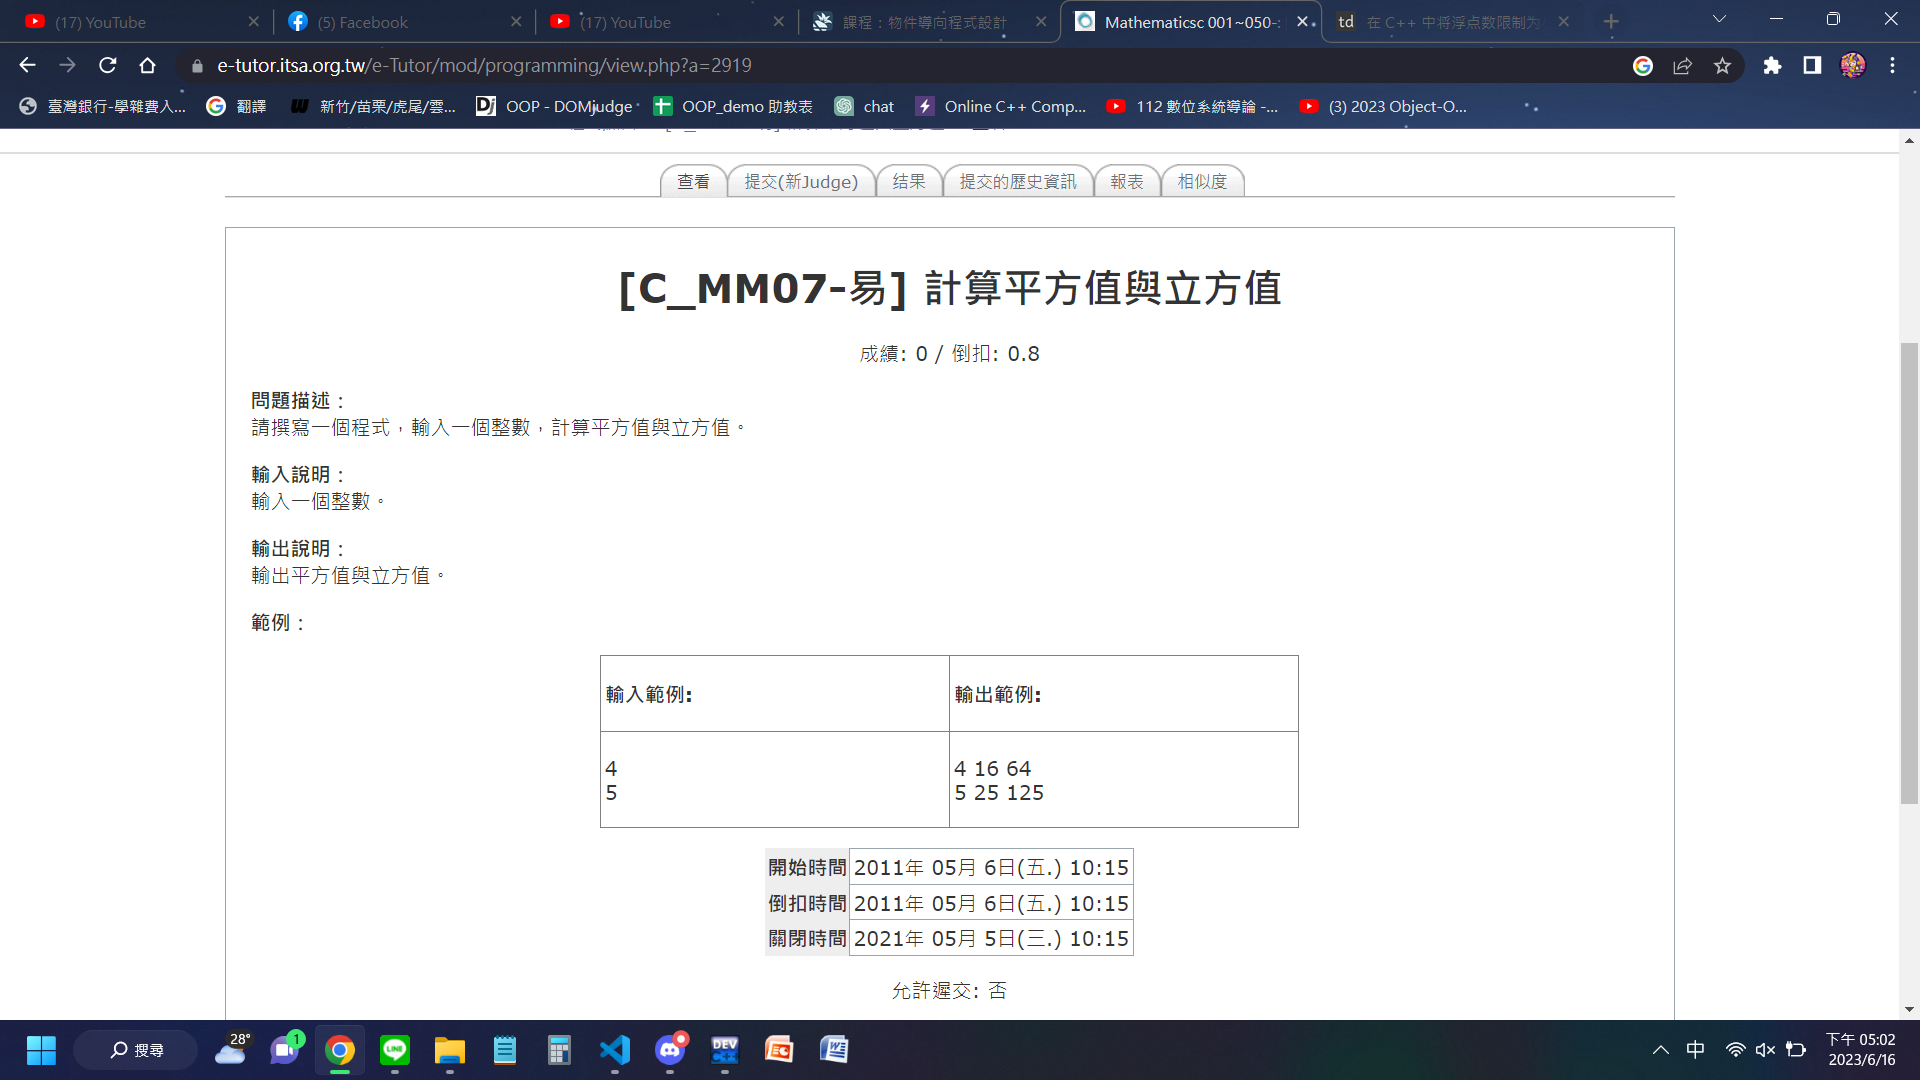 (17) YouTube
(5) Facebook
(17) YouTube
課程：物件導向程式設計
Mathematicsc 001~050-
td 在 C++ 中将浮点数限制为
e-tutor.itsa.org.tw/e-Tutor/mod/programming/view.php?a=2919
臺灣銀行-學雜費入...
翻譯
新竹/苗栗/虎尾/雲...
OOP - DOMjudge
OOP_demo 助教表
chat
Online C++ Comp...
112 數位系統導論 -...
(3) 2023 Object-O...
查看
提交(新Judge)
结果
提交的歷史資訊
報表
相似度
[C_MM07-易] 計算平方值與立方值
成績: 0 / 倒扣: 0.8
問題描述：
請撰寫一個程式，輸入一個整數，計算平方值與立方值。
輸入說明：
輸入一個整數。
輸出說明：
輸出平方值與立方值。
範例：
輸入範例:
輸出範例:
4
5
4 16 64
5 25 125
開始時間 2011年 05月 6日(五.) 10:15
倒扣時間 2011年 05月 6日(五.) 10:15
關閉時間 2021年 05月 5日(三.) 10:15
允許遲交: 否
搜尋
28°
1
LINE
DEV C++
中
下午 05:02
2023/6/16